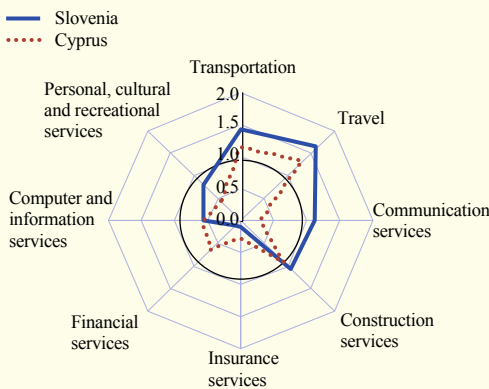 Slovenia
Cyprus
Transportation
Personal, cultural
and recreational
services
Travel
2.0
1.5
1.0
0.5
0.0
Computer and
information
services
Communication
services
Financial
services
Construction
services
Insurance
services